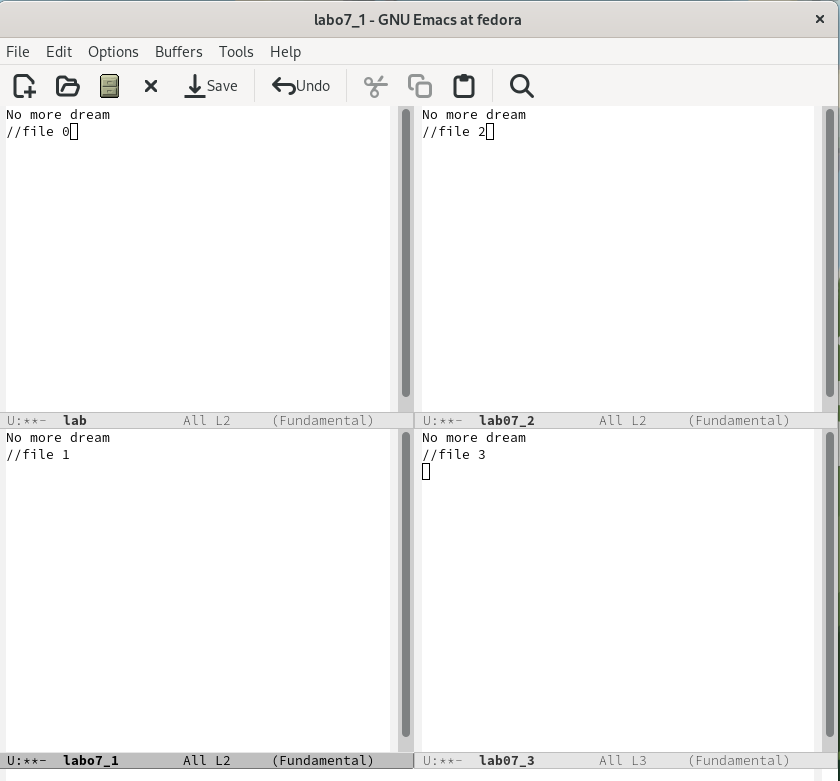 labo7_1 - GNU Emacs at fedora
File Edit Options Buffers Tools Help
Save Undo
No more dream
//file 0
U:**- lab All L2 (Fundamental)
No more dream
//file 2
U:**- lab07_2 All L2 (Fundamental)
No more dream
//file 1
U:**- labo7_1 All L2 (Fundamental)
No more dream
//file 3
U:**- lab07_3 All L3 (Fundamental)